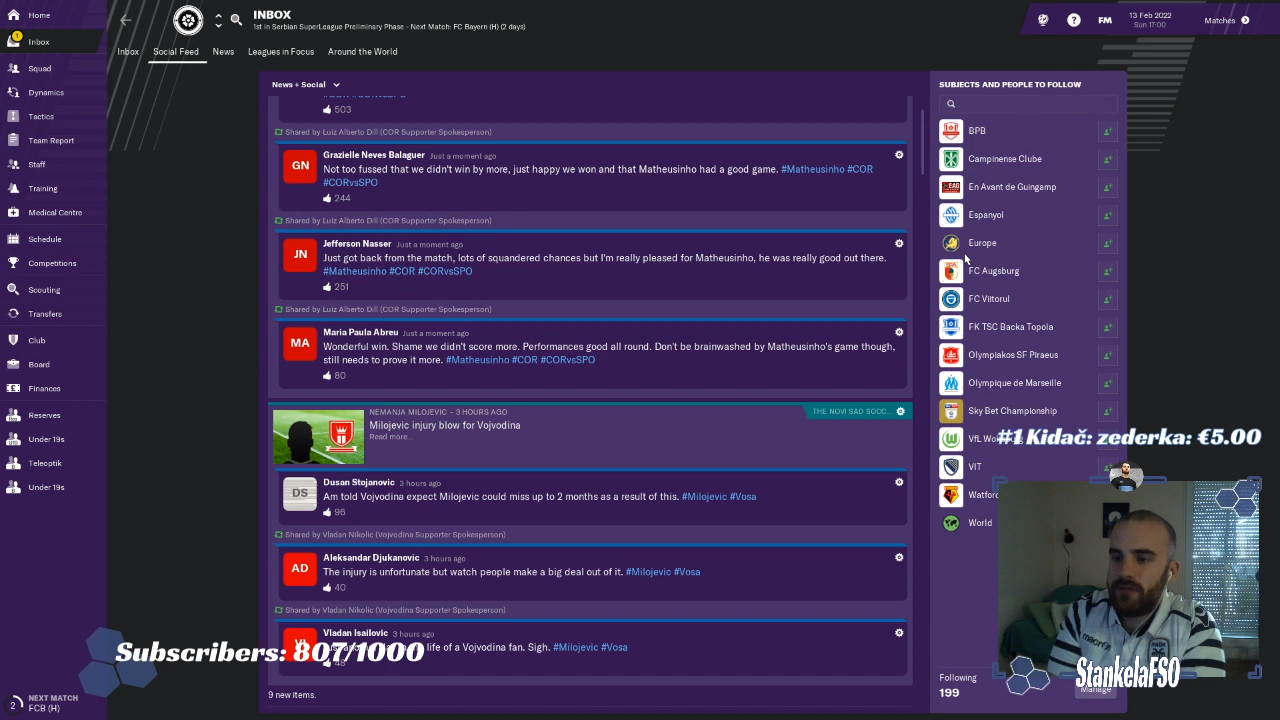 Home
Inbox
1
Squad
Dynamics
Tactics
Team Report
Staff
Training
Medical Centre
Schedule
Competitions
Scouting
Transfers
Club
Board
Finances
Reserves
Under 19s
Teleoptik
Under 19s
2
NEXT MATCH
FCB (H)
INBOX
1st in Serbian SuperLeague Preliminary Phase - Next Match: FC Bayern (H) (2 days)
?
FM
13 Feb 2022
Sun 17:00
Matches
Inbox
Social Feed
News
Leagues in Focus
Around the World
News + Social
503
Shared by Luiz Alberto Dill (COR Supporter Spokesperson)
GN
Grazielle Neves Balaguer Just a moment ago
Not too fussed that we didn't win by more, just happy we won and that Matheusinho had a good game. #Matheusinho #COR
#CORvsSPO
244
Shared by Luiz Alberto Dill (COR Supporter Spokesperson)
JN
Jefferson Nasser Just a moment ago
Just got back from the match, lots of squandered chances but I'm really pleased for Matheusinho, he was really good out there.
#Matheusinho #COR #CORvsSPO
251
Shared by Luiz Alberto Dill (COR Supporter Spokesperson)
MA
Maria Paula Abreu Just a moment ago
Wonderful win. Shame we didn't score more. Performances good all round. Don't be brainwashed by Matheusinho's game though,
still needs to prove it more. #Matheusinho #COR #CORvsSPO
80
NEMANJA MILOJEVIC - 3 HOURS AGO
THE NOVI SAD SOCC...
Milojevic injury blow for Vojvodina
Read more...
DS
Dusan Stojanovic 3 hours ago
Am told Vojvodina expect Milojevic could miss up to 2 months as a result of this. #Milojevic #Vosa
96
Shared by Vladan Nikolic (Vojvodina Supporter Spokesperson)
AD
Aleksandar Djukanovic 3 hours ago
The injury is unfortunate but watch people make a big deal out of it. #Milojevic #Vosa
40
Shared by Vladan Nikolic (Vojvodina Supporter Spokesperson)
Vladan Isailovic 3 hours ago
life of a Vojvodina fan. Sigh. #Milojevic #Vosa
Subscribers: 807/1000
9 new items.
SUBJECTS AND PEOPLE TO FOLLOW
BPB
Campinense Clube
En Avant de Guingamp
Espanyol
Europe
FC Augsburg
FC Viitorul
FK TSC Backa Topola
Olympiakos SF Piraeus
Olympique de Marseille
Sky Bet Championship
VfL
#1 Kidač: zederka: €5.00
VIT
Watford
World
StankelaFSO
Following
199
Manage